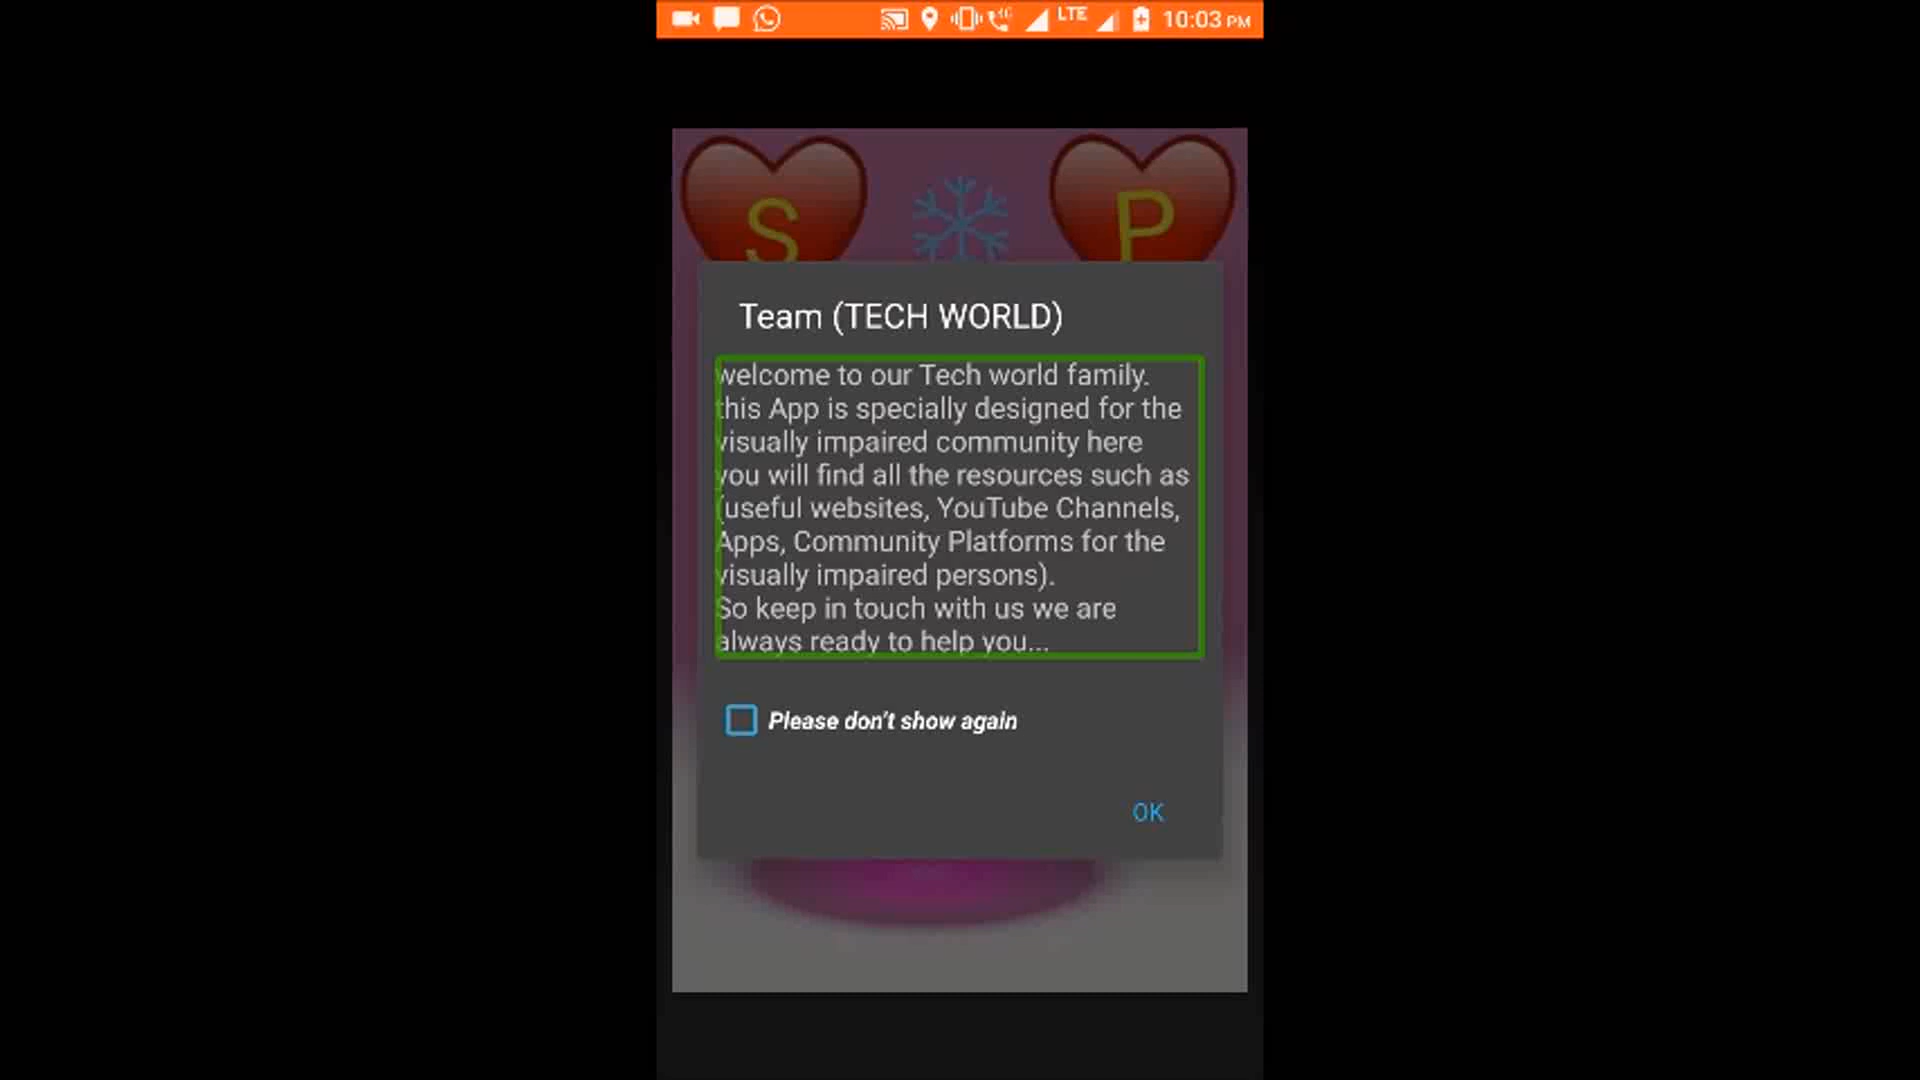 4G LTE 10:03 PM
S P
Team (TECH WORLD)
welcome to our Tech world family.
this App is specially designed for the
visually impaired community here
you will find all the resources such as
(useful websites, YouTube Channels,
Apps, Community Platforms for the
visually impaired persons).
So keep in touch with us we are
always ready to help you...
Please don't show again
OK